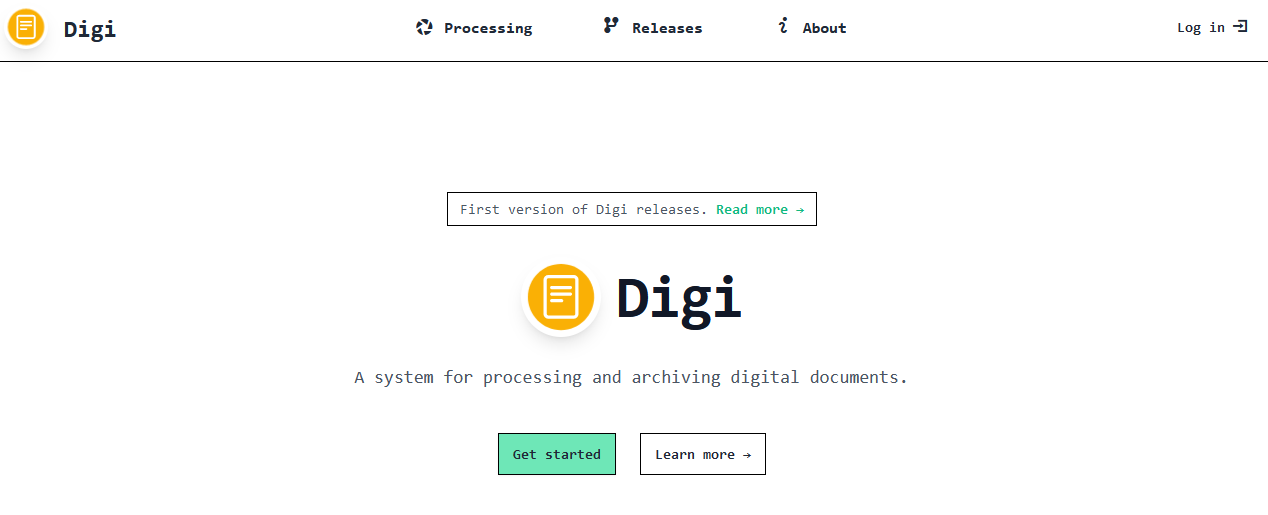 Digi
Processing
Releases
About
Log in
First version of Digi releases. Read more →
Digi
A system for processing and archiving digital documents.
Get started
Learn more →